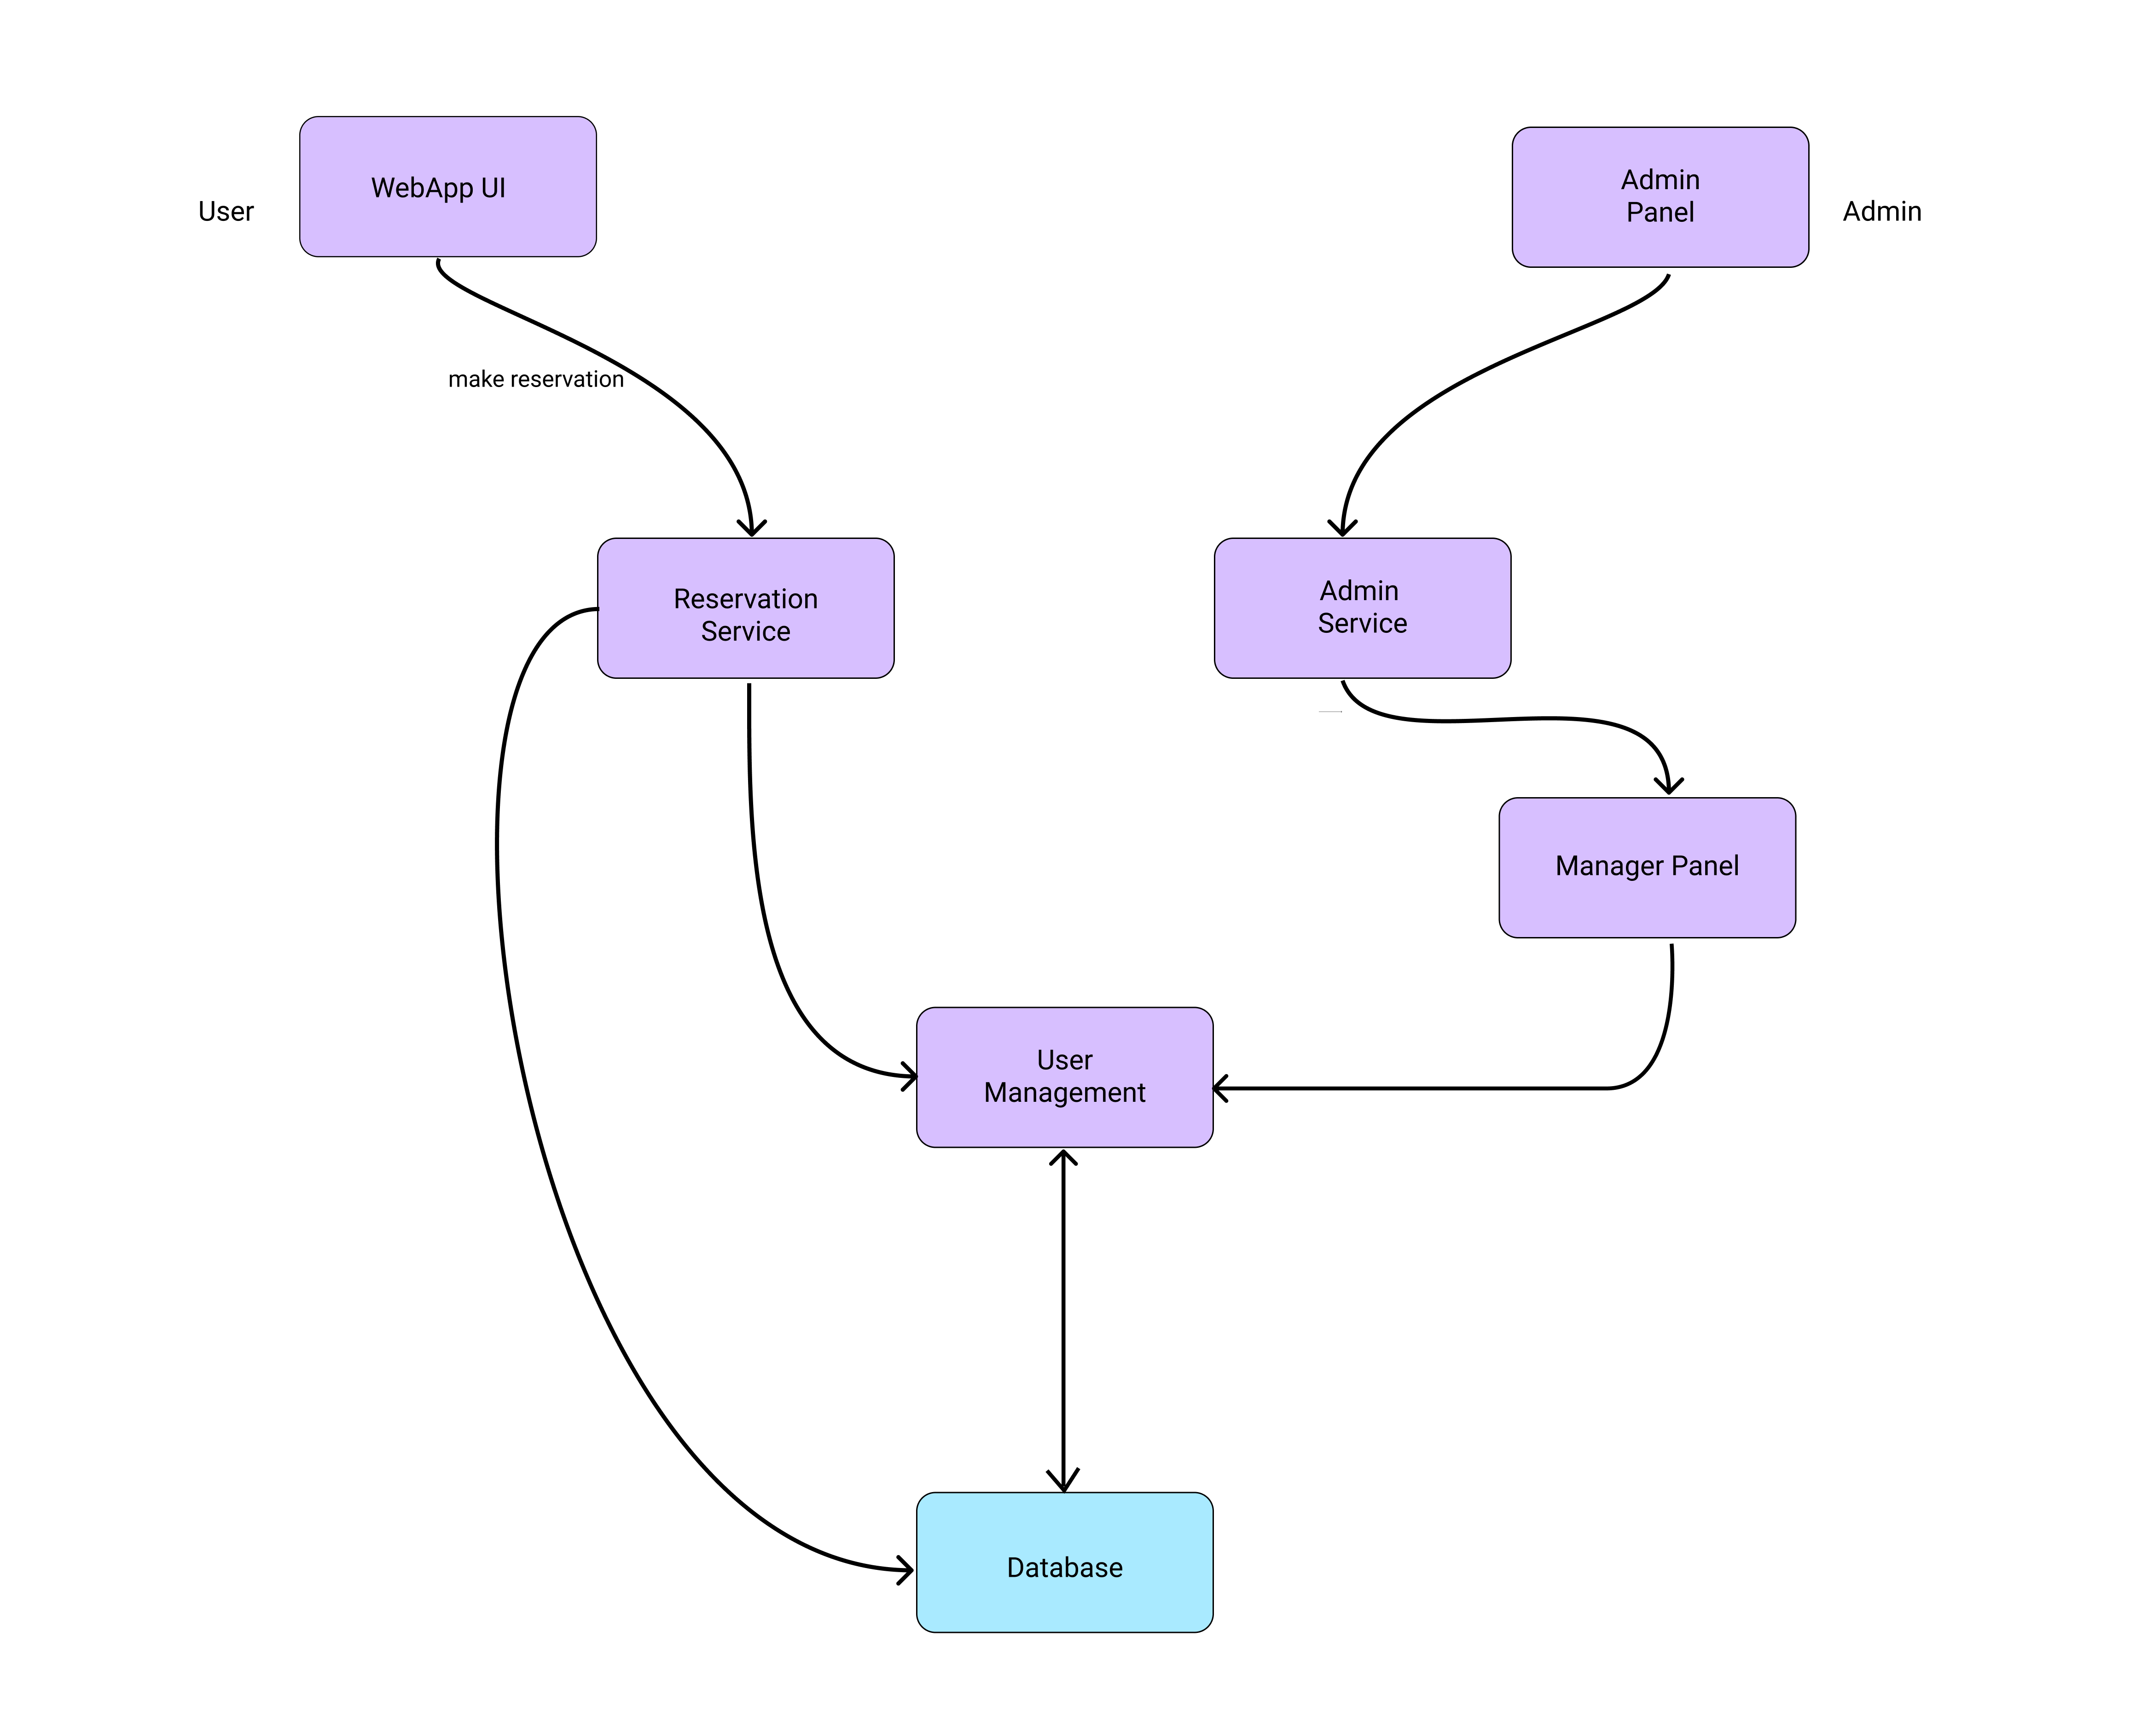 WebApp UI
User
Admin
Panel
Admin
make reservation
Reservation
Service
Admin
Service
Manager Panel
User
Management
Database